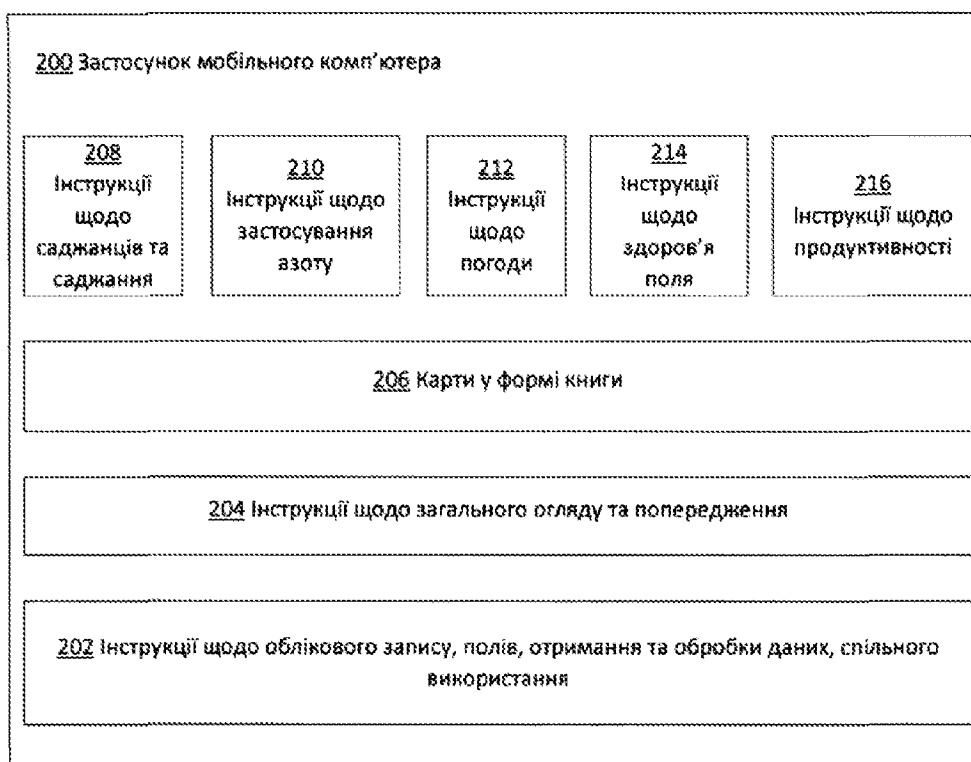 200 Застосунок мобільного комп’ютера
208
Інструкції
щодо
саджанців та
саджання
210
Інструкції щодо
застосування
азоту
212
Інструкції
щодо
погоди
214
Інструкції
щодо
здоров’я
поля
216
Інструкції щодо
продуктивності
206 Карти у формі книги
204 Інструкції щодо загального огляду та попередження
202 Інструкції щодо облікового запису, полів, отримання та обробки даних, спільного
використання